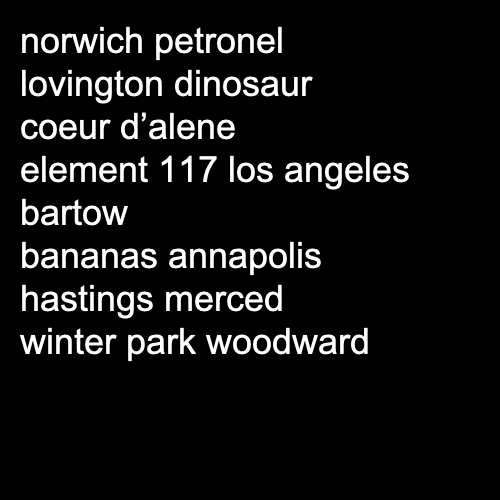 norwich petronel
lovington dinosaur
coeur d’alene
element 117 los angeles
bartow
bananas annapolis
hastings merced
winter park woodward